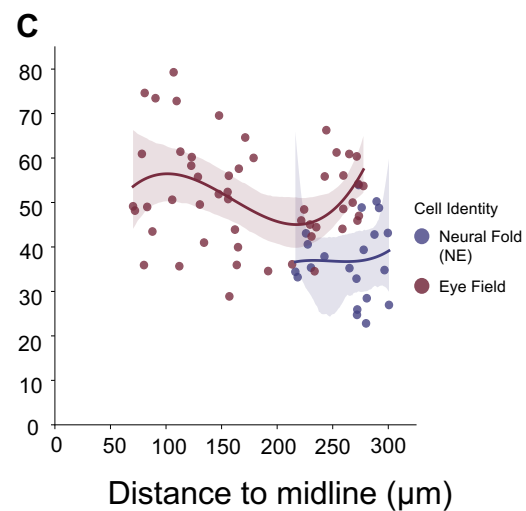 C
80
70
60
50
40
30
20
10
0
0 50 100 150 200 250 300
Distance to midline (μm)
Cell Identity
Neural Fold
(NE)
Eye Field